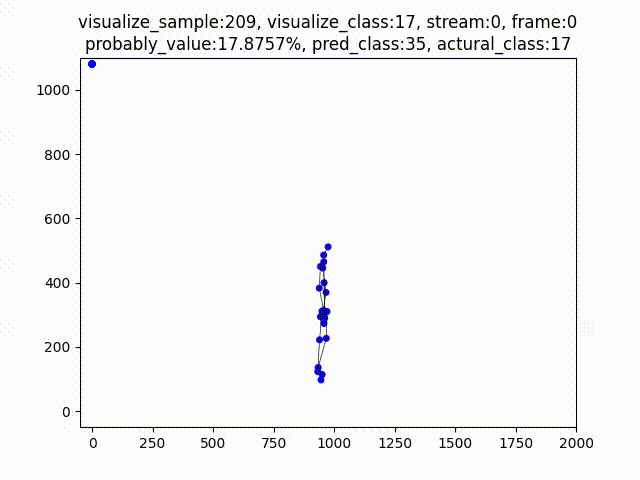 visualize_sample:209, visualize_class:17, stream:0, frame:0
probably_value:17.8757%, pred_class:35, actural_class:17
1000
800
600
400
200
0
0 250 500 750 1000 1250 1500 1750 2000